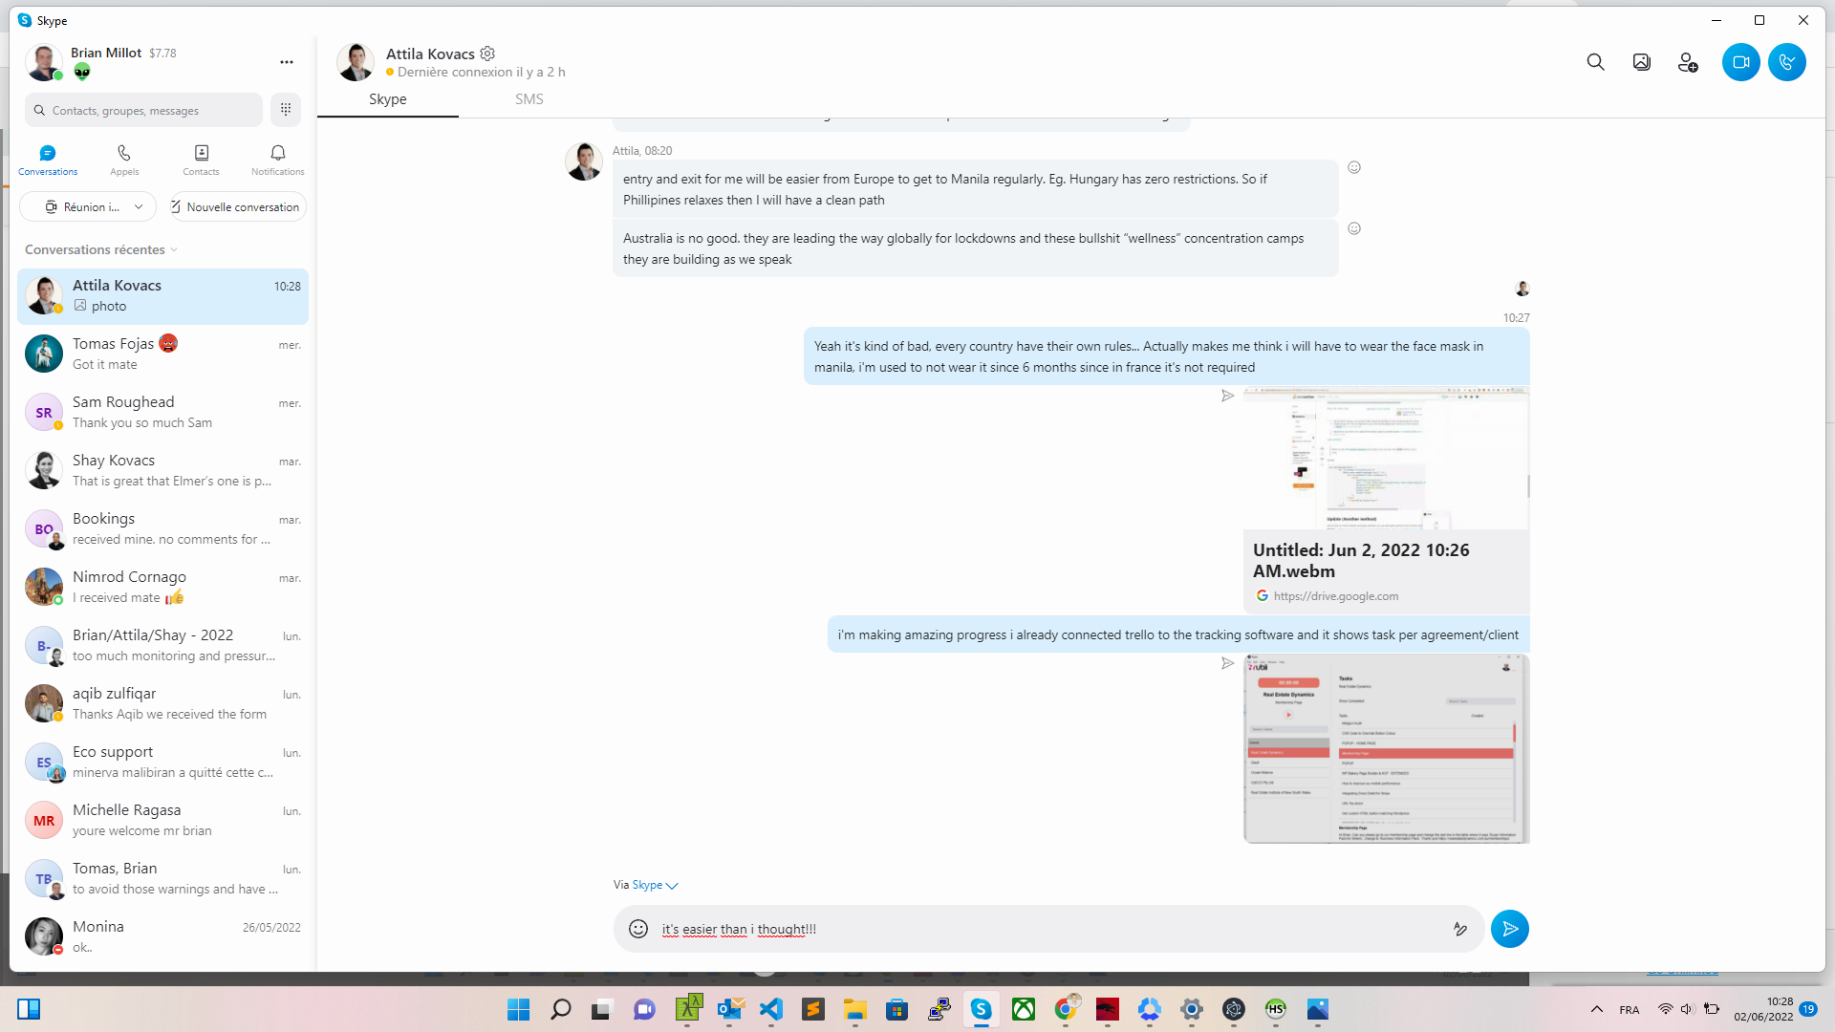 Skype
Brian Millot $7.78
Contacts, groupes, messages
Conversations
Appels
Contacts
Notifications
Réunion i...
Nouvelle conversation
Conversations récentes
Attila Kovacs 10:28
photo
Tomas Fojas mer.
Got it mate
SR
Sam Roughead mer.
Thank you so much Sam
Shay Kovacs mar.
That is great that Elmer's one is p...
BO
Bookings mar.
received mine. no comments for ...
Nimrod Cornago mar.
I received mate
B-
Brian/Attila/Shay - 2022 lun.
too much monitoring and pressur...
aqib zulfiqar lun.
Thanks Aqib we received the form
ES
Eco support lun.
minerva malibiran a quitté cette c...
MR
Michelle Ragasa lun.
youre welcome mr brian
TB
Tomas, Brian lun.
to avoid those warnings and have ...
Monina 26/05/2022
ok..
Attila Kovacs
Dernière connexion il y a 2 h
Skype
SMS
Attila, 08:20
entry and exit for me will be easier from Europe to get to Manila regularly. Eg. Hungary has zero restrictions. So if
Phillipines relaxes then I will have a clean path
Australia is no good. they are leading the way globally for lockdowns and these bullshit “wellness” concentration camps
they are building as we speak
10:27
Yeah it's kind of bad, every country have their own rules... Actually makes me think i will have to wear the face mask in
manila, i'm used to not wear it since 6 months since in france it's not required
Update (Another method)
Untitled: Jun 2, 2022 10:26
AM.webm
https://drive.google.com
i'm making amazing progress i already connected trello to the tracking software and it shows task per agreement/client
Tasks
Real Estate Dynamics
Membership Page
Via Skype
it's easier than i thought!!!
FRA
10:28
02/06/2022
19